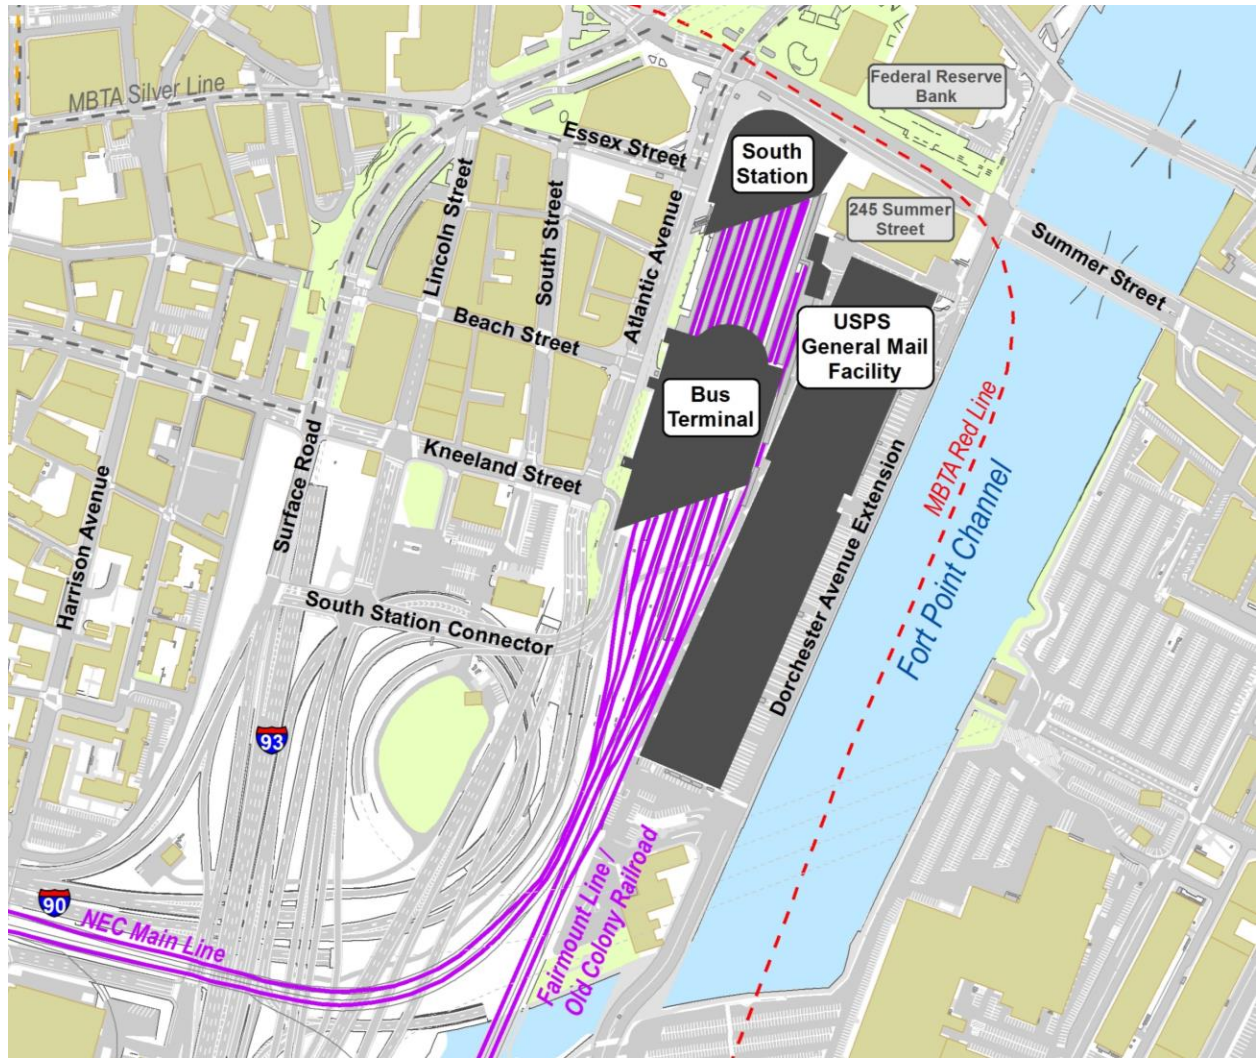 MBTA Silver Line
Federal Reserve
Bank
Essex Street
South
Station
245 Summer
Street
Lincoln Street
South Street
Atlantic Avenue
Summer Street
Beach Street
USPS
General Mail
Facility
Bus
Terminal
MBTA Red Line
Kneeland Street
Surface Road
Harrison Avenue
Fort Point Channel
Dorchester Avenue Extension
South Station Connector
93
90
NEC Main Line
Fairmount Line /
Old Colony Railroad